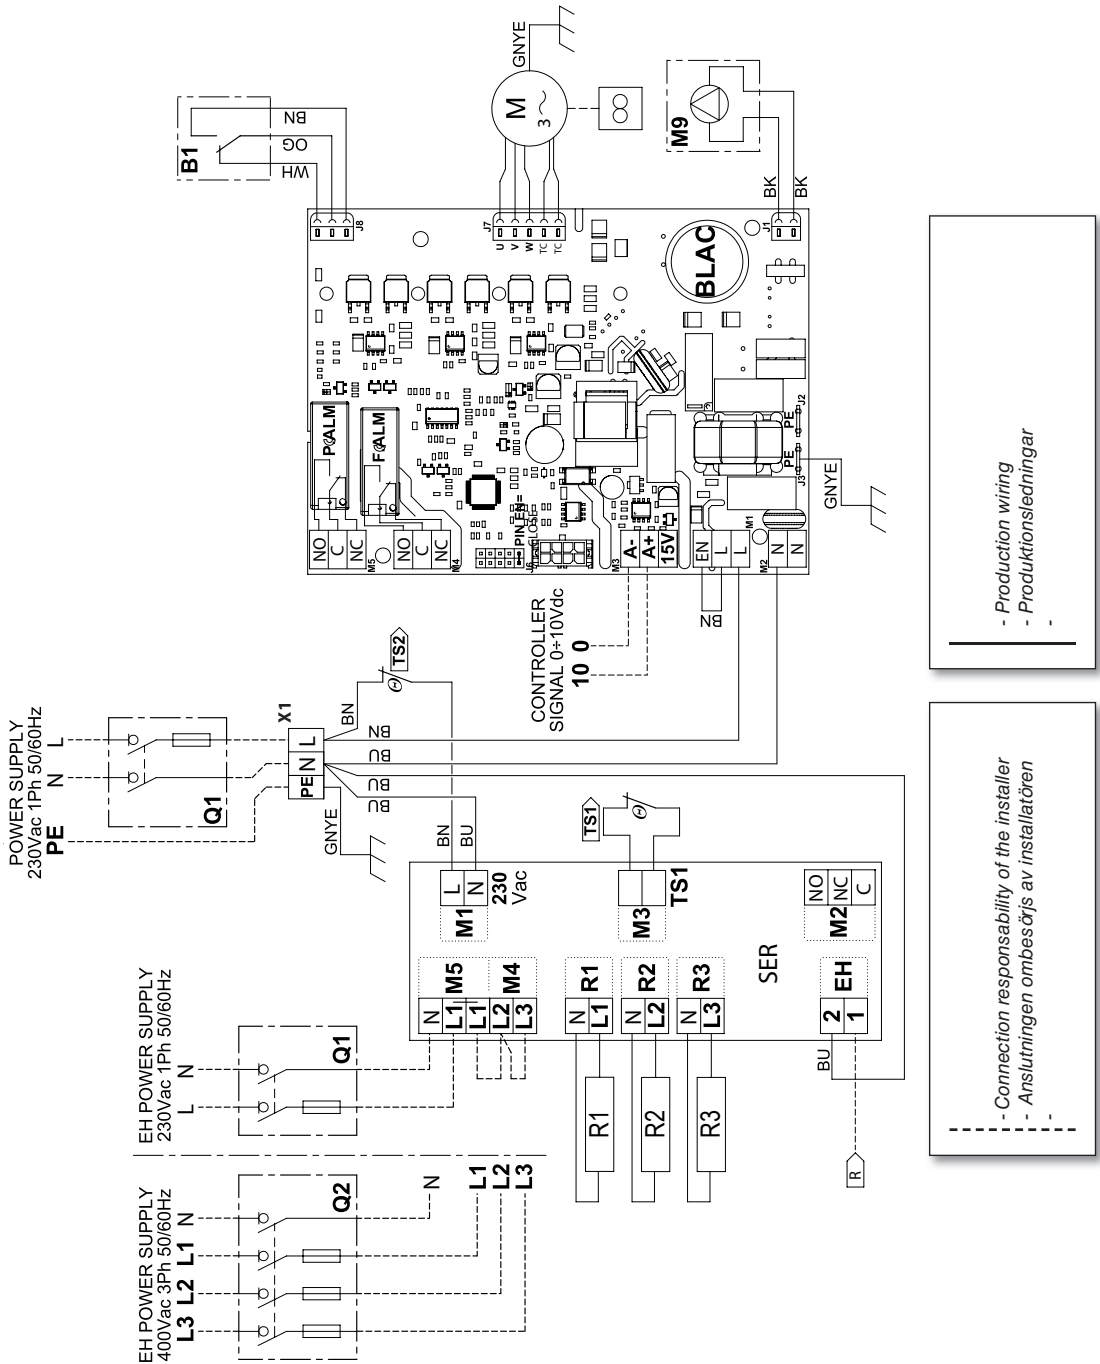 POWER SUPPLY
230Vac 1Ph 50/60Hz
PE N L
Q1
X1
PE N L
GNYE
BU
BU
BU
BN
BN
TS2
BN
BU
EH POWER SUPPLY
230Vac 1Ph 50/60Hz
L N
Q1
EH POWER SUPPLY
400Vac 3Ph 50/60Hz
L3 L2 L1 N
Q2
N
L1
L2
L3
M1
L
N
230
Vac
M5
M4
N
L1
L1
L2
L3
M3
TS1
TS1
R1
N
L1
R2
N
L2
R3
N
L3
SER
M2
NO
NC
C
EH
2
1
BU
R
R1
R2
R3
CONTROLLER
SIGNAL 0÷10Vdc
10 0
BN
B1
BN
OG
WH
J8
GNYE
M
3~
J7
U
V
W
TC
TC
M9
BK
BK
J1
BLAC
P.ALM
F.ALM
NO
C
NC
M5
NO
C
NC
M4
PIN EN=
CLOSE
J6
M3
A-
A+
15V
EN
L
L
M1
M2
N
N
PE
J3
PE
J2
GNYE
- Production wiring
- Produktionsledningar
-
- Connection responsability of the installer
- Anslutningen ombesörjs av installatören
-